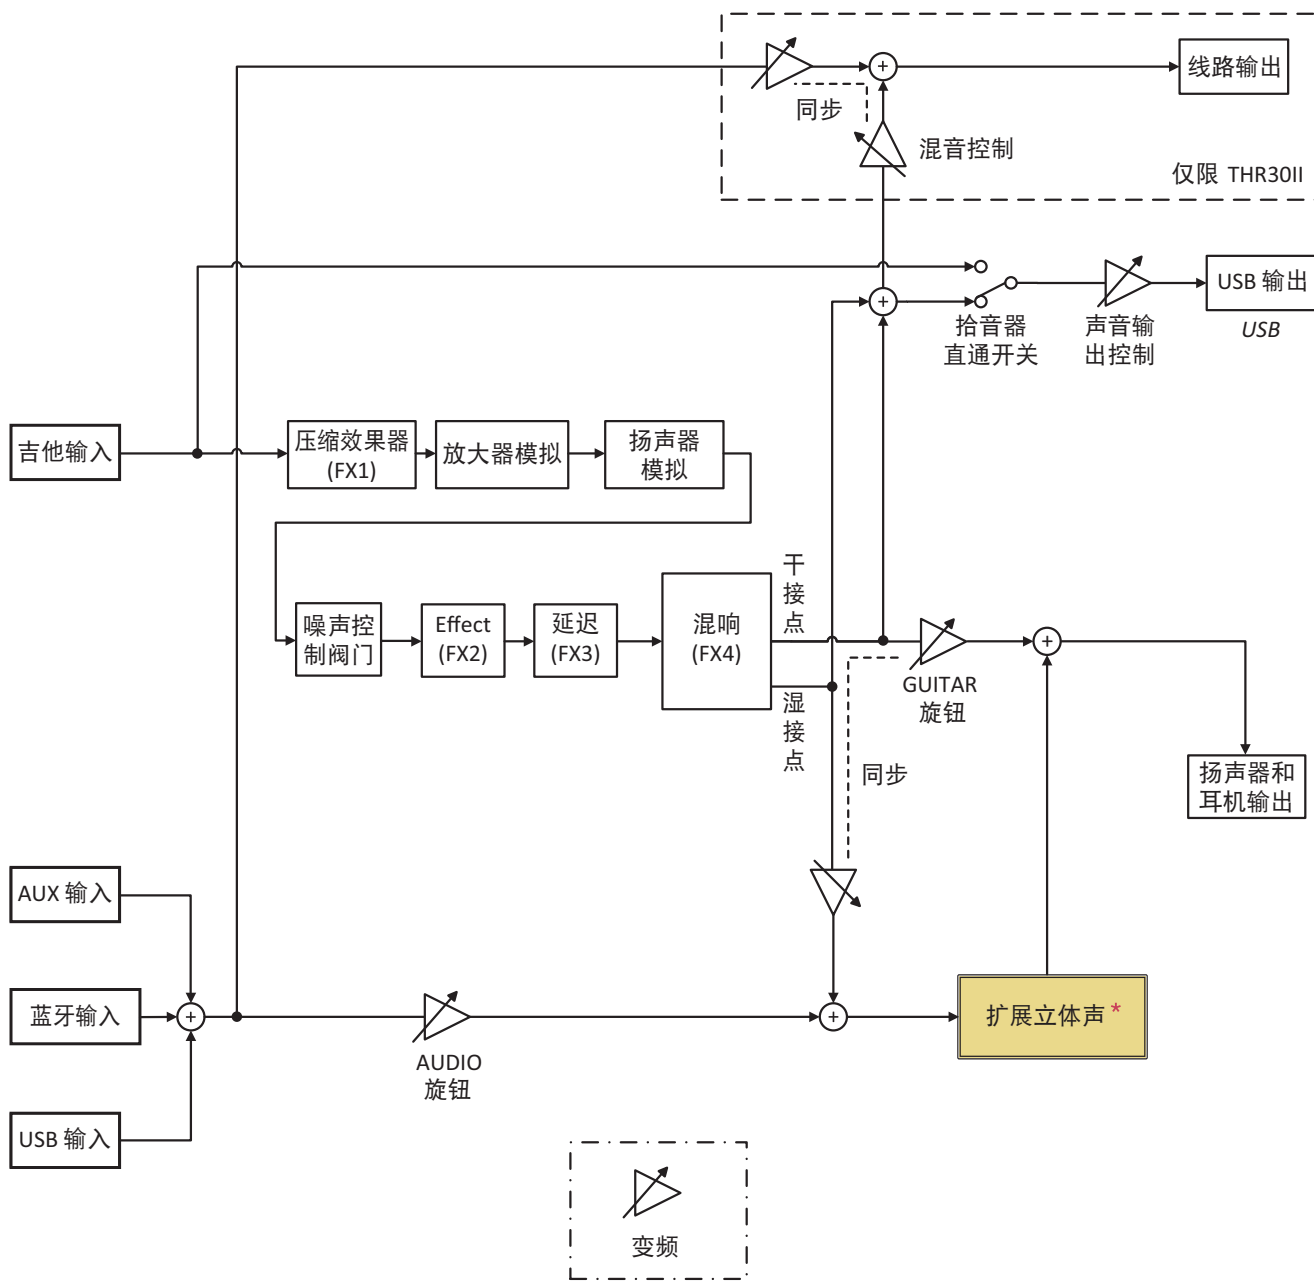 线路输出
同步
混音控制
仅限 THR30II
USB 输出
USB
拾音器
直通开关
声音输
出控制
吉他输入
压缩效果器
(FX1)
放大器模拟
扬声器
模拟
干
接
点
噪声控
制阀门
Effect
(FX2)
延迟
(FX3)
混响
(FX4)
GUITAR
旋钮
湿
接
点
同步
扬声器和
耳机输出
AUX 输入
蓝牙输入
扩展立体声*
AUDIO
旋钮
USB 输入
变频